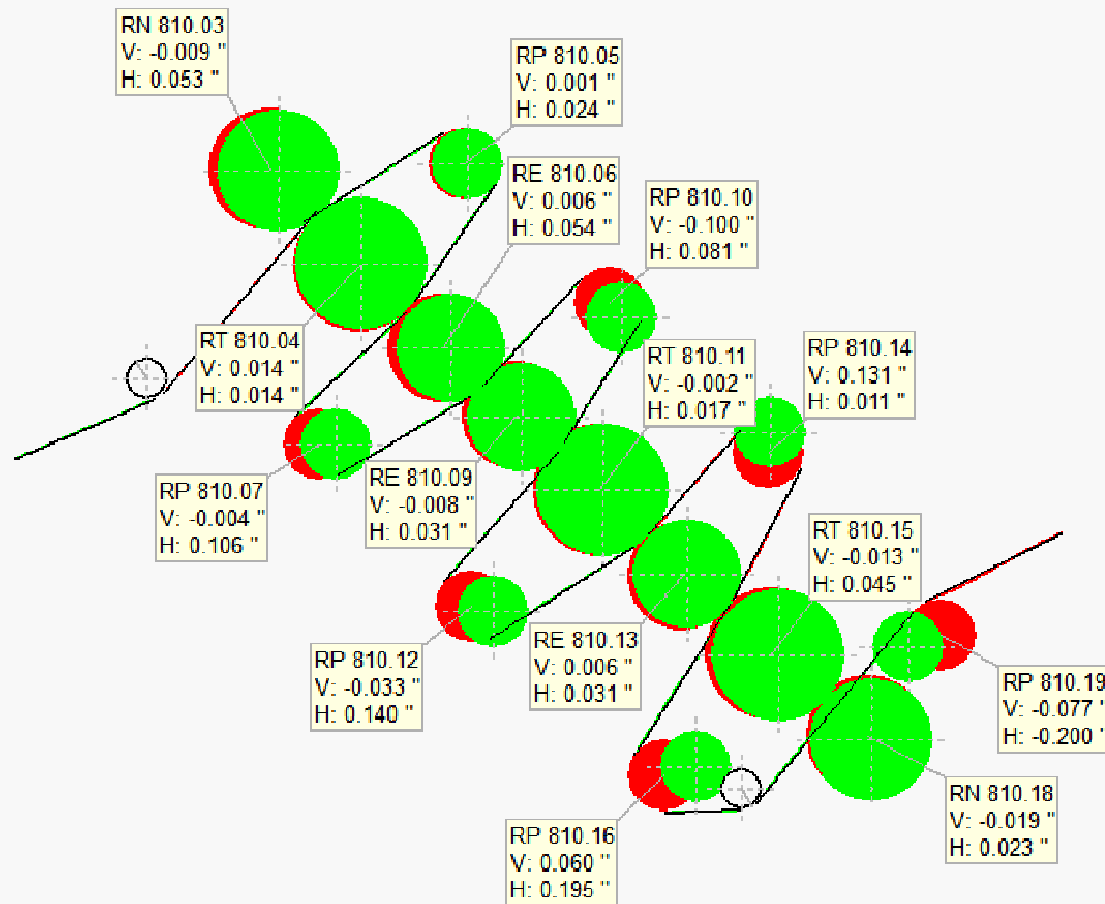 RN 810.03
V: -0.009 "
H: 0.053 "
RP 810.05
V: 0.001 "
H: 0.024 "
RE 810.06
V: 0.006 "
H: 0.054 "
RP 810.10
V: -0.100 "
H: 0.081 "
RT 810.04
V: 0.014 "
H: 0.014 "
RT 810.11
V: -0.002 "
H: 0.017 "
RP 810.14
V: 0.131 "
H: 0.011 "
RP 810.07
V: -0.004 "
H: 0.106 "
RE 810.09
V: -0.008 "
H: 0.031 "
RT 810.15
V: -0.013 "
H: 0.045 "
RP 810.12
V: -0.033 "
H: 0.140 "
RE 810.13
V: 0.006 "
H: 0.031 "
RP 810.19
V: -0.077 "
H: -0.200 "
RN 810.18
V: -0.019 "
H: 0.023 "
RP 810.16
V: 0.060 "
H: 0.195 "